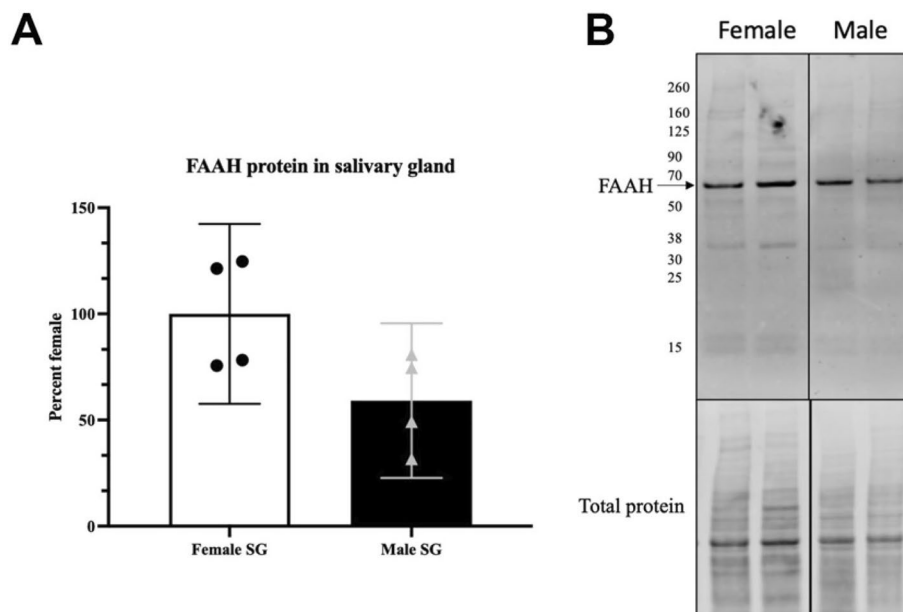 A
FAAH protein in salivary gland
Percent female
150
100
50
0
Female SG
Male SG
B
Female Male
260
160
125
90
70
FAAH
50
38
30
25
15
Total protein